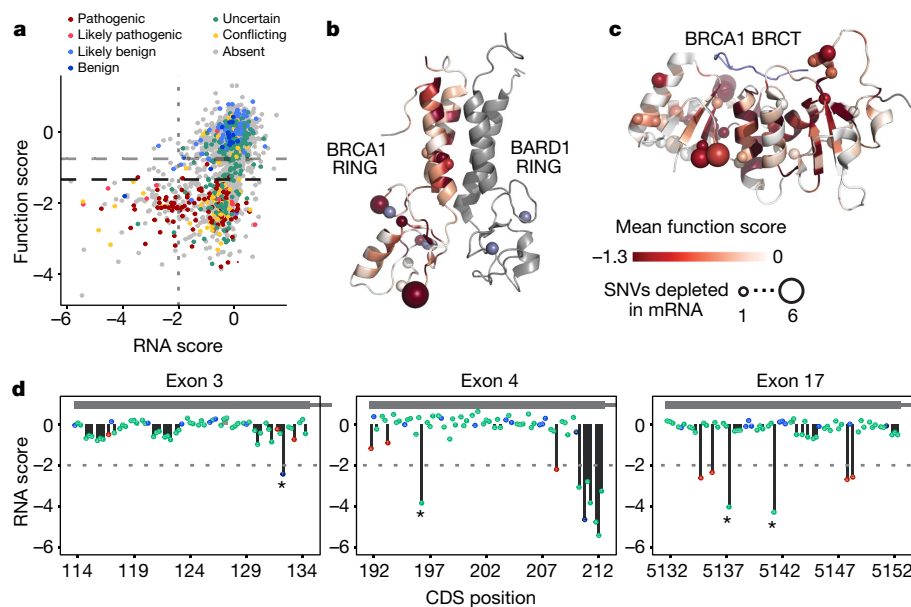 a
Pathogenic
Likely pathogenic
Likely benign
Benign
Uncertain
Conflicting
Absent
Function score
0
−2
−4
−6
−4
−2
0
RNA score
b
BRCA1
RING
BARD1
RING
c
BRCA1 BRCT
Mean function score
−1.3
0
SNVs depleted
in mRNA
1
6
d
Exon 3
Exon 4
Exon 17
RNA score
0
−2
−4
−6
*
*
*
*
114
119
124
129
134
192
197
202
207
212
5132
5137
5142
5147
5152
CDS position